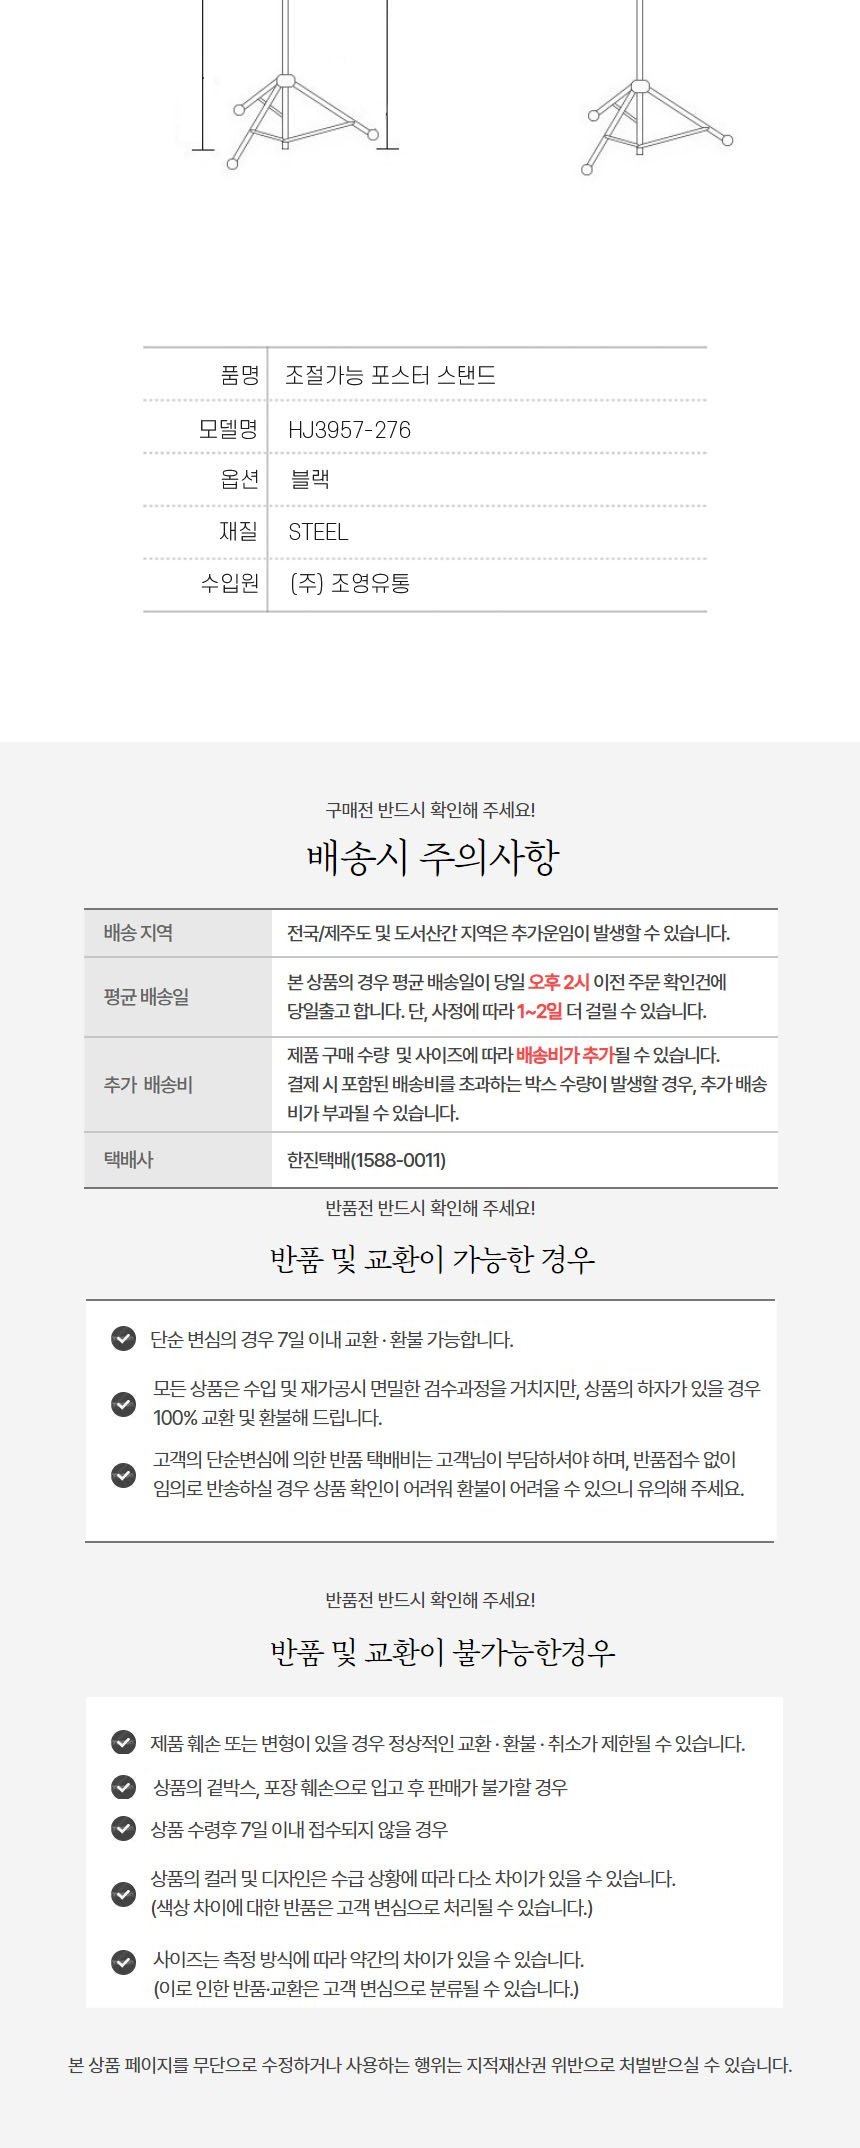 품명 조절가능 포스터 스탠드
모델명 HJ3957-276
옵션 블랙
재질 STEEL
수입원 (주) 조영유통
구매전 반드시 확인해 주세요!
배송시 주의사항
배송 지역 전국/제주도 및 도서산간 지역은 추가운임이 발생할 수 있습니다.
평균 배송일 본 상품의 경우 평균 배송일이 당일 오후 2시 이전 주문 확인건에
당일출고 합니다. 단, 사정에 따라 1~2일 더 걸릴 수 있습니다.
추가 배송비 제품 구매 수량 및 사이즈에 따라 배송비가 추가될 수 있습니다.
결제 시 포함된 배송비를 초과하는 박스 수량이 발생할 경우, 추가 배송
비가 부과될 수 있습니다.
택배사 한진택배(1588-0011)
반품전 반드시 확인해 주세요!
반품 및 교환이 가능한 경우
단순 변심의 경우 7일 이내 교환 · 환불 가능합니다.
모든 상품은 수입 및 재가공시 면밀한 검수과정을 거치지만, 상품의 하자가 있을 경우
100% 교환 및 환불해 드립니다.
고객의 단순변심에 의한 반품 택배비는 고객님이 부담하셔야 하며, 반품접수 없이
임의로 반송하실 경우 상품 확인이 어려워 환불이 어려울 수 있으니 유의해 주세요.
반품전 반드시 확인해 주세요!
반품 및 교환이 불가능한경우
제품 훼손 또는 변형이 있을 경우 정상적인 교환 · 환불 · 취소가 제한될 수 있습니다.
상품의 겉박스, 포장 훼손으로 입고 후 판매가 불가할 경우
상품 수령후 7일 이내 접수되지 않을 경우
상품의 컬러 및 디자인은 수급 상황에 따라 다소 차이가 있을 수 있습니다.
(색상 차이에 대한 반품은 고객 변심으로 처리될 수 있습니다.)
사이즈는 측정 방식에 따라 약간의 차이가 있을 수 있습니다.
(이로 인한 반품·교환은 고객 변심으로 분류될 수 있습니다.)
본 상품 페이지를 무단으로 수정하거나 사용하는 행위는 지적재산권 위반으로 처벌받으실 수 있습니다.